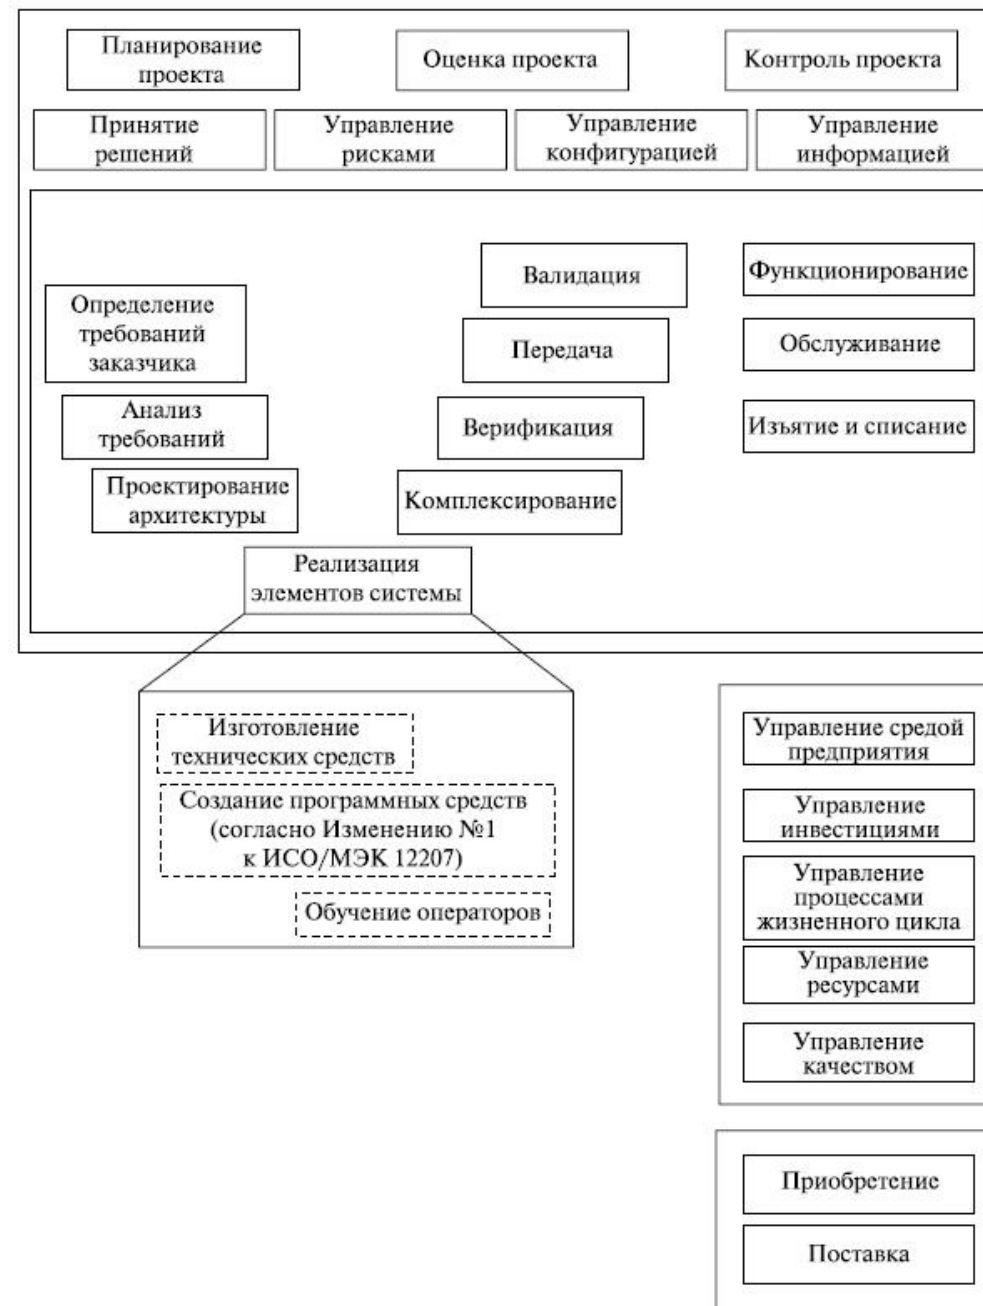 Планирование
проекта
Оценка проекта
Контроль проекта
Принятие
решений
Управление
рисками
Управление
конфигурацией
Управление
информацией
Определение
требований
заказчика
Анализ
требований
Проектирование
архитектуры
Реализация
элементов системы
Валидация
Передача
Верификация
Комплексирование
Функционирование
Обслуживание
Изъятие и списание
Изготовление
технических средств
Создание программных средств
(согласно Изменению №1
к ИСО/МЭК 12207)
Обучение операторов
Управление средой
предприятия
Управление
инвестициями
Управление
процессами
жизненного цикла
Управление
ресурсами
Управление
качеством
Приобретение
Поставка